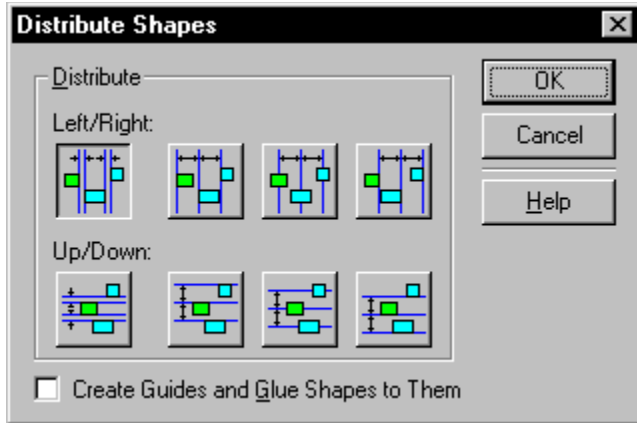 Distribute Shapes
Distribute
OK
Left/Right:
Cancel
Help
Up/Down:
Create Guides and Glue Shapes to Them